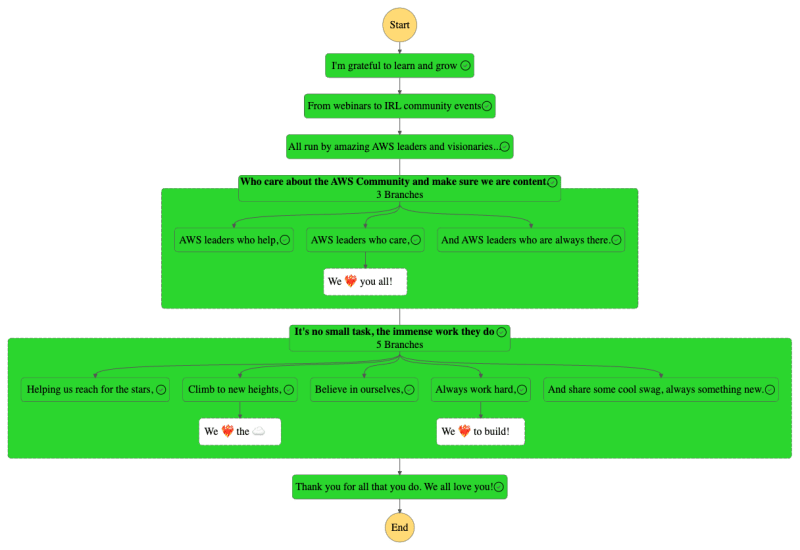 Start
I'm grateful to learn and grow
From webinars to IRL community events
All run by amazing AWS leaders and visionaries...
Who care about the AWS Community and make sure we are content.
3 Branches
AWS leaders who help,
AWS leaders who care,
And AWS leaders who are always there.
We ❤️‍🔥 you all!
It's no small task, the immense work they do
5 Branches
Helping us reach for the stars,
Climb to new heights,
Believe in ourselves,
Always work hard,
And share some cool swag, always something new.
We ❤️‍🔥 the ☁️
We ❤️‍🔥 to build!
Thank you for all that you do. We all love you!
End